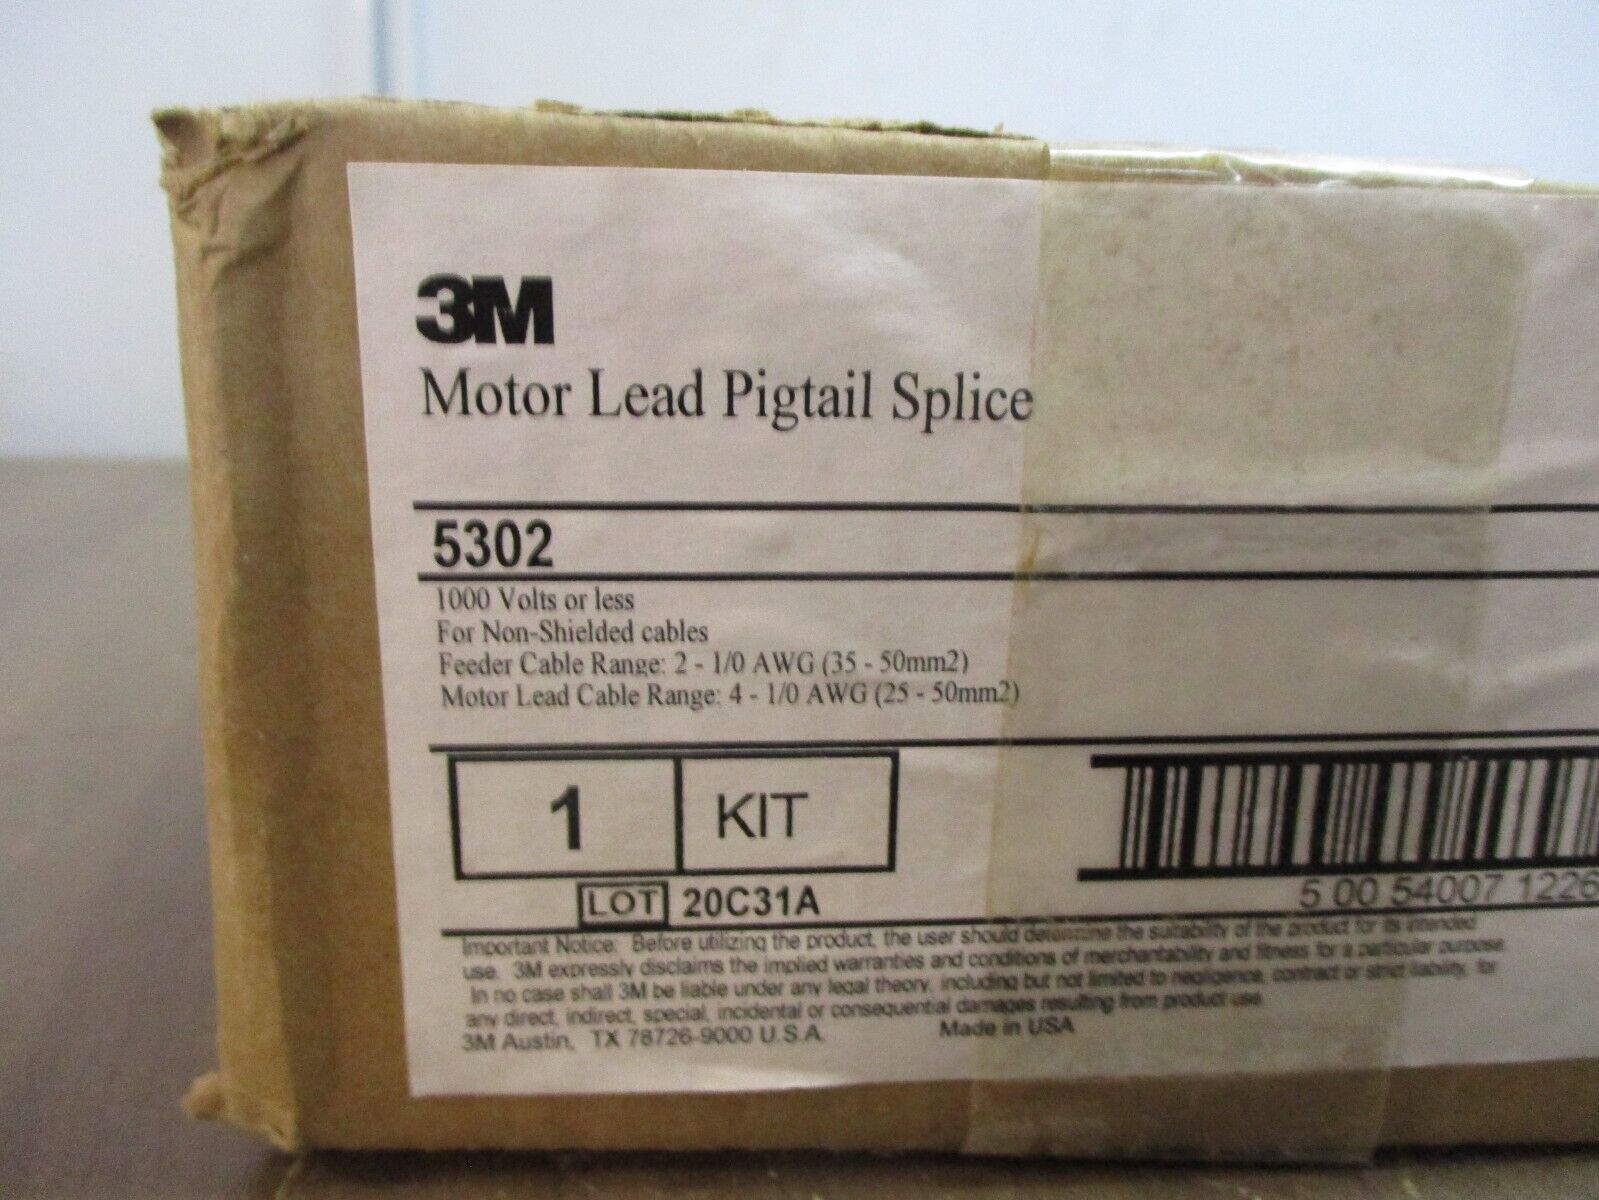 3M
Motor Lead Pigtail Splice
5302
1000 Volts or less
For Non-Shielded cables
Feeder Cable Range: 2 - 1/0 AWG (35 - 50mm2)
Motor Lead Cable Range: 4 - 1/0 AWG (25 - 50mm2)
1 KIT
LOT 20C31A
5 00 54007 1226
Important Notice: Before utilizing the product, the user should determine the suitability of the product for its intended
use. 3M expressly disclaims the implied warranties and conditions of merchantability and fitness for a particular purpose.
In no case shall 3M be liable under any legal theory, including but not limited to negligence, contract or strict liability, for
any direct, indirect, special, incidental or consequential damages resulting from product use.
3M Austin, TX 78726-9000 U.S.A. Made in USA